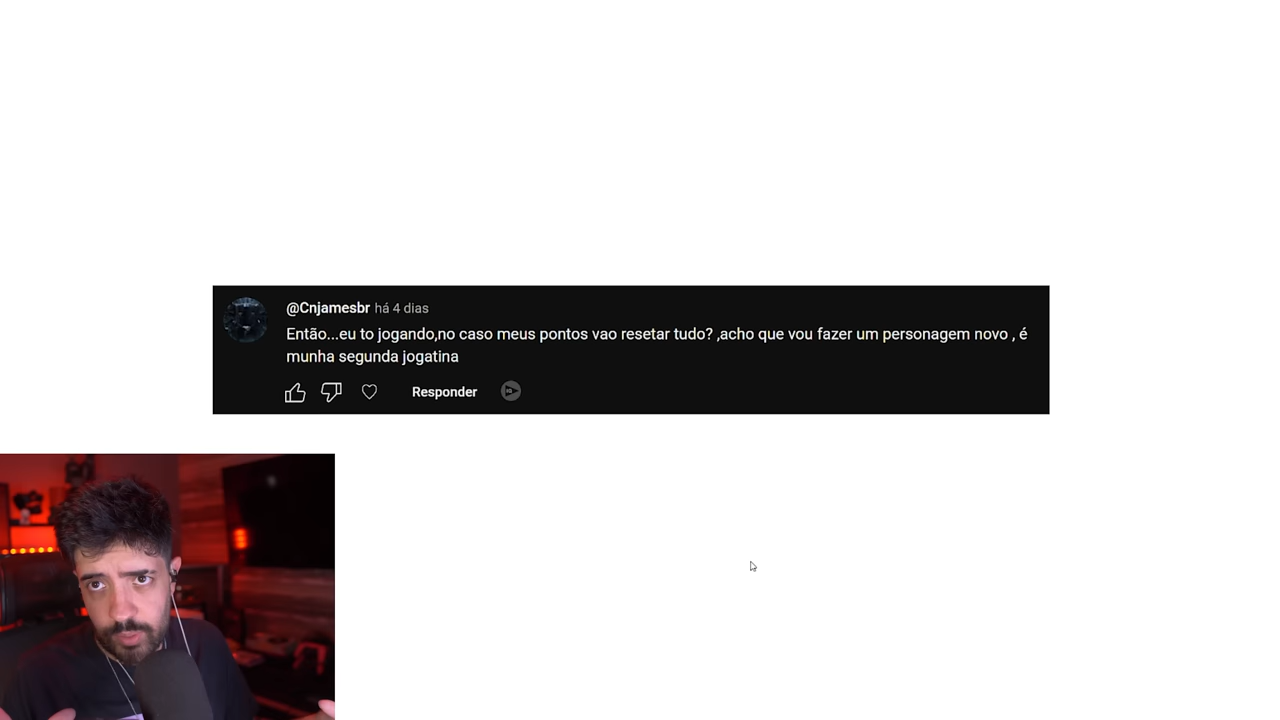 @Cnjamesbr há 4 dias
Então...eu to jogando,no caso meus pontos vao resetar tudo? ,acho que vou fazer um personagem novo , é
munha segunda jogatina
Responder